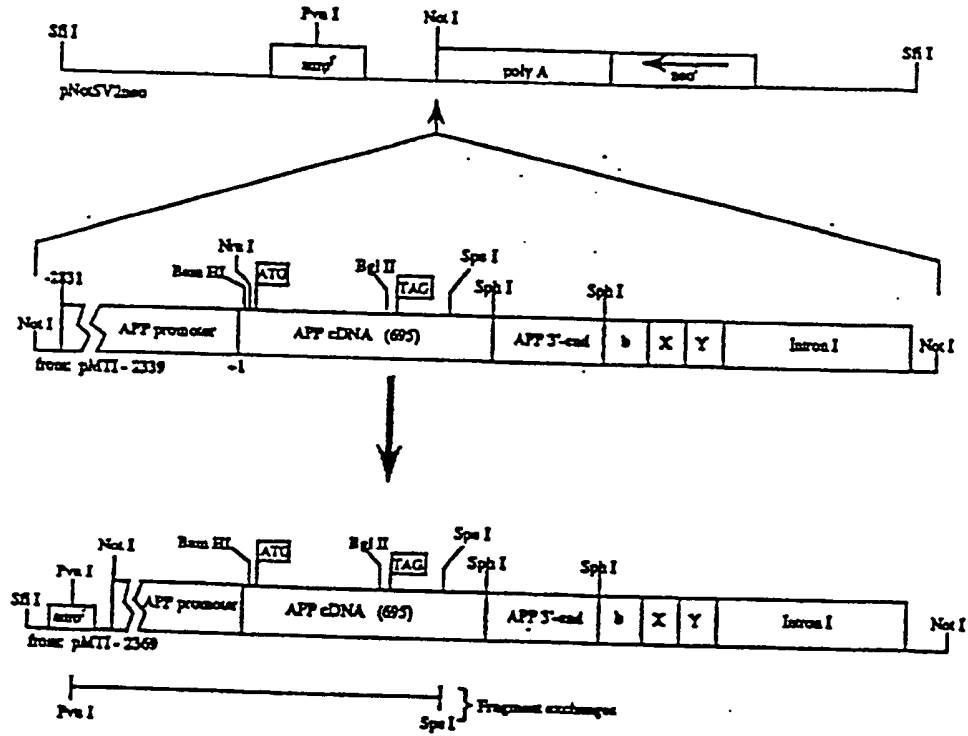 Pvu I
Not I
Sfi I
Sfi I
ampr
poly A
neor
pNotSV2neo
Nru I
Bam HI
ATG
Bgl II
TAG
Spe I
Sph I
Sph I
-2831
Not I
APP promoter
APP cDNA (695)
APP 3'-end
b
X
Y
Intron I
Not I
from: pMTI - 2339
+1
Not I
Bam HI
ATG
Bgl II
TAG
Spe I
Sph I
Sph I
Pvu I
Sfi I
ampr
APP promoter
APP cDNA (695)
APP 3'-end
b
X
Y
Intron I
Not I
from: pMTI - 2369
Pvu I
Spe I
Fragment exchanges